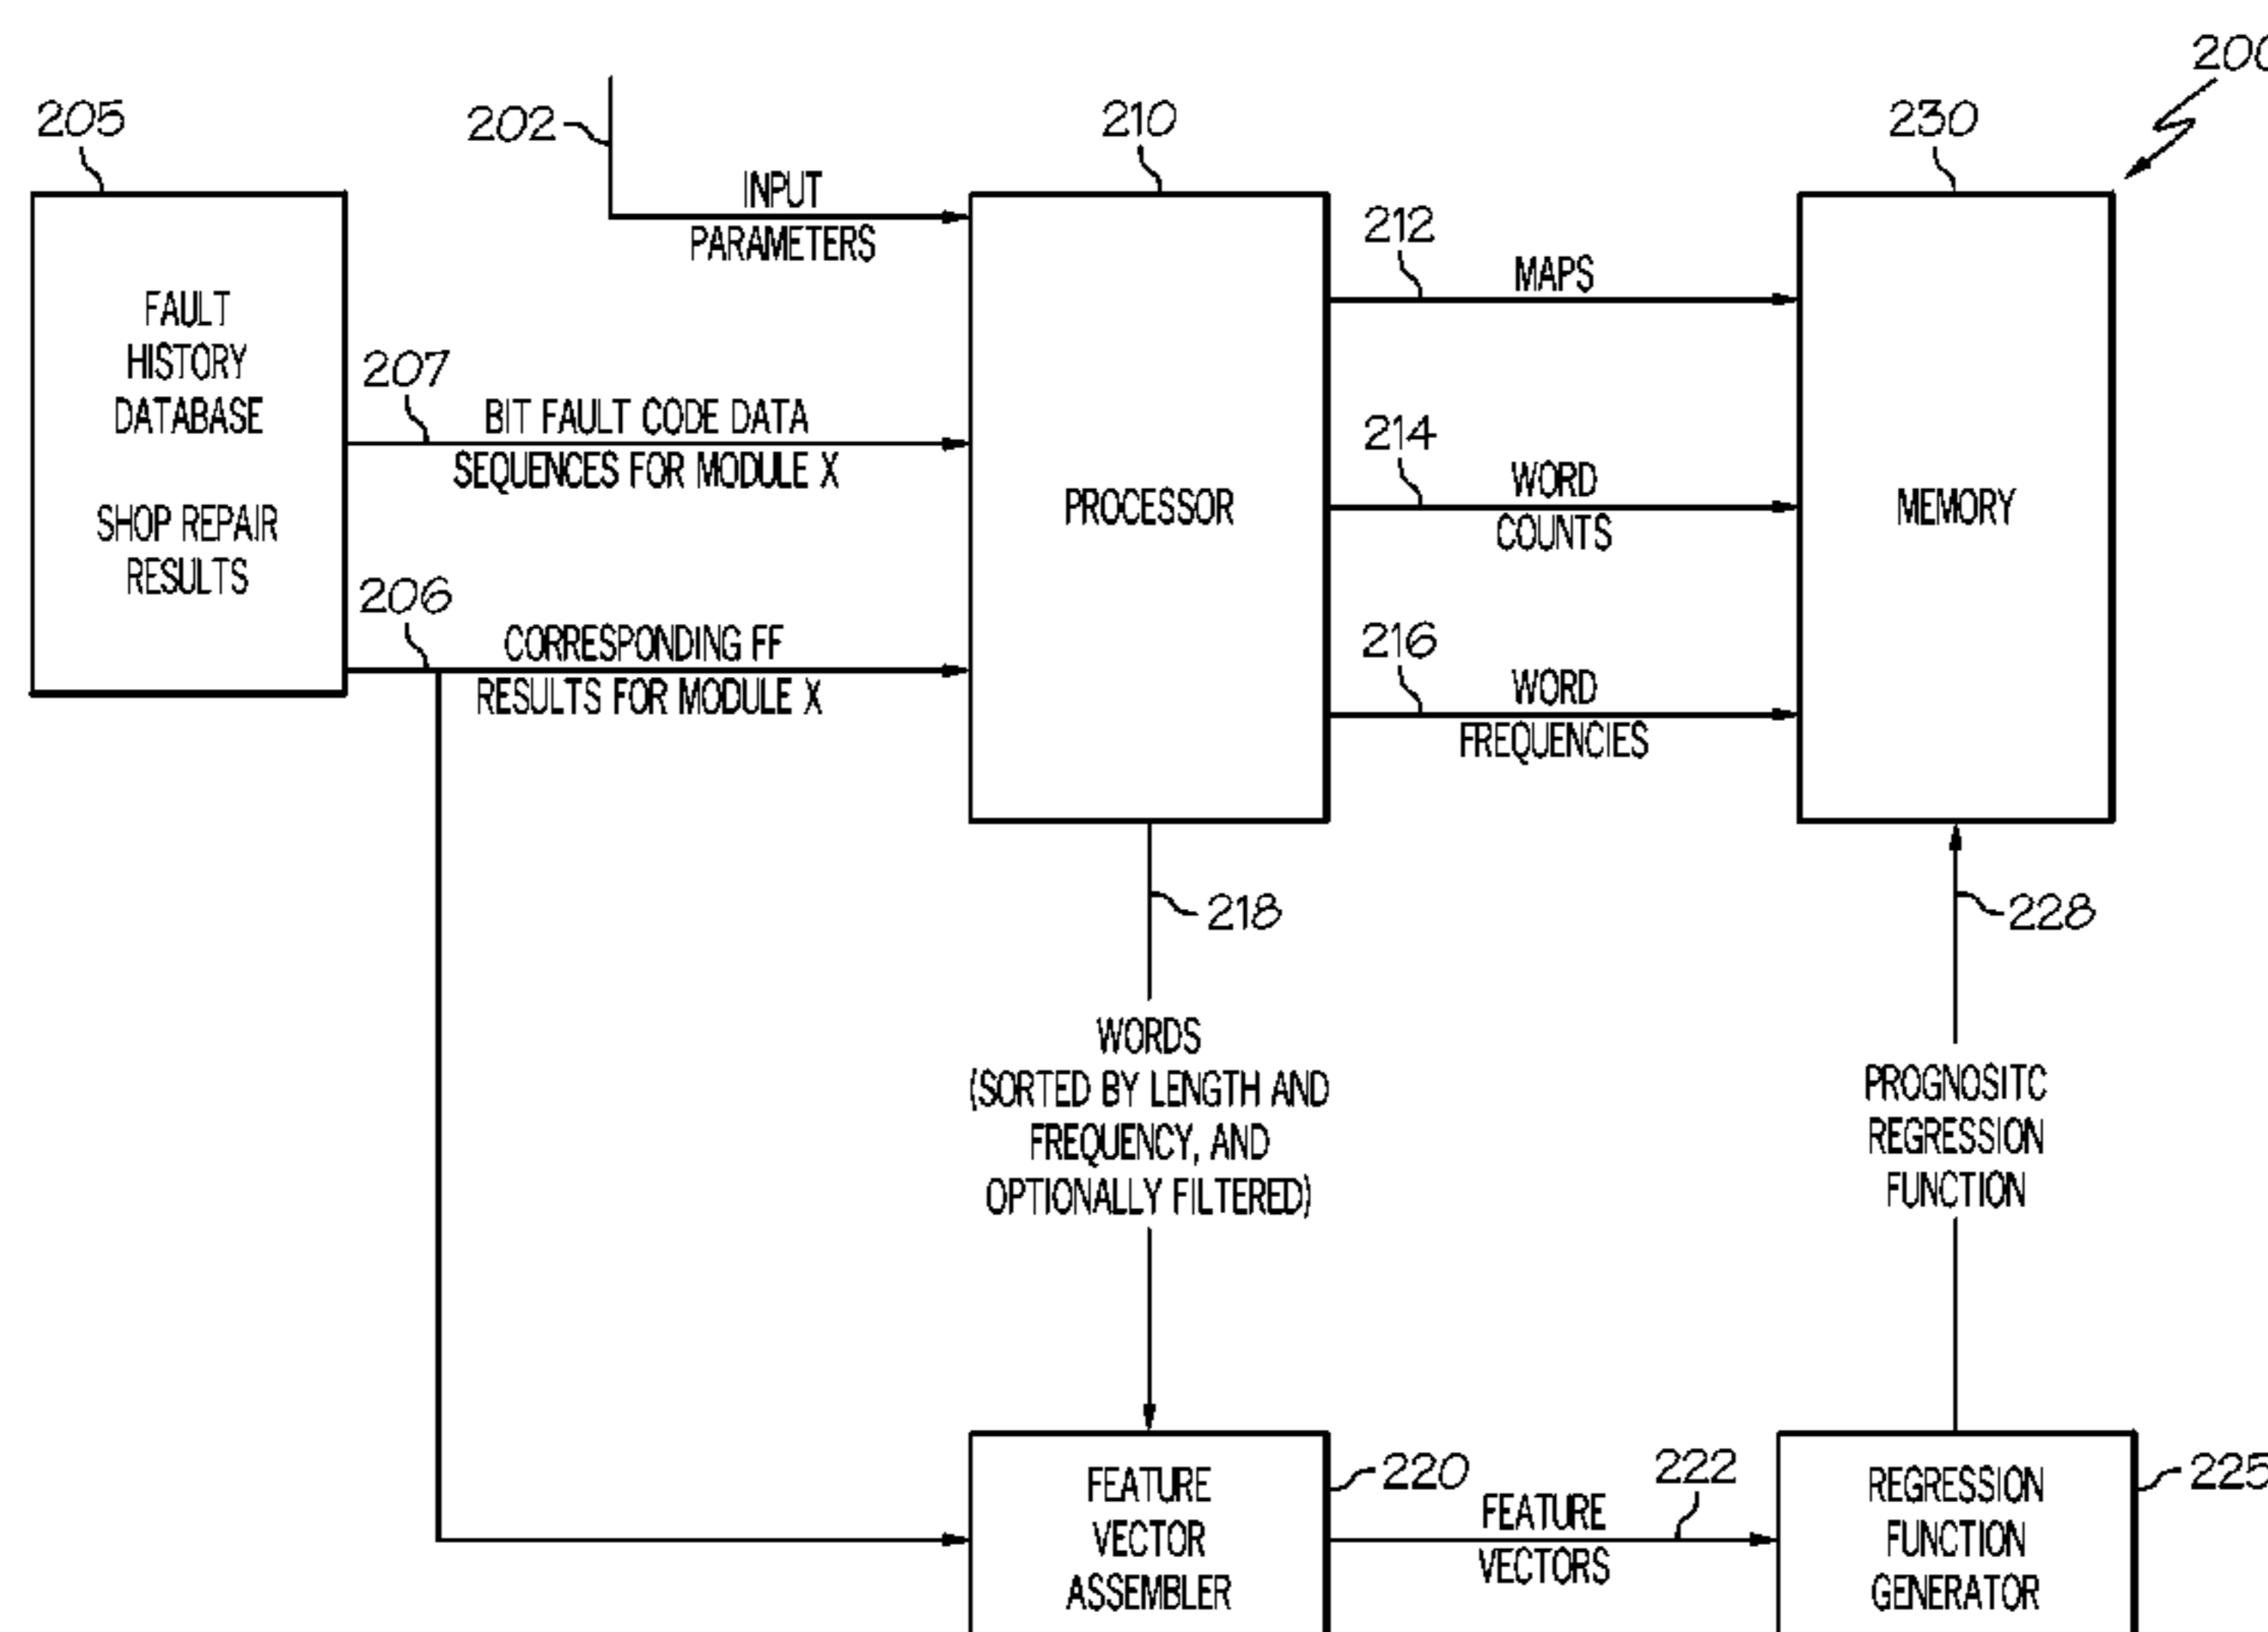 200
205
202
210
230
INPUT
PARAMETERS
212
MAPS
FAULT
HISTORY
DATABASE
SHOP REPAIR
RESULTS
207
BIT FAULT CODE DATA
SEQUENCES FOR MODULE X
214
WORD
COUNTS
PROCESSOR
MEMORY
206
CORRESPONDING FF
RESULTS FOR MODULE X
216
WORD
FREQUENCIES
218
228
WORDS
(SORTED BY LENGTH AND
FREQUENCY, AND
OPTIONALLY FILTERED)
PROGNOSITC
REGRESSION
FUNCTION
FEATURE
VECTOR
ASSEMBLER
220
FEATURE
VECTORS
222
REGRESSION
FUNCTION
GENERATOR
225